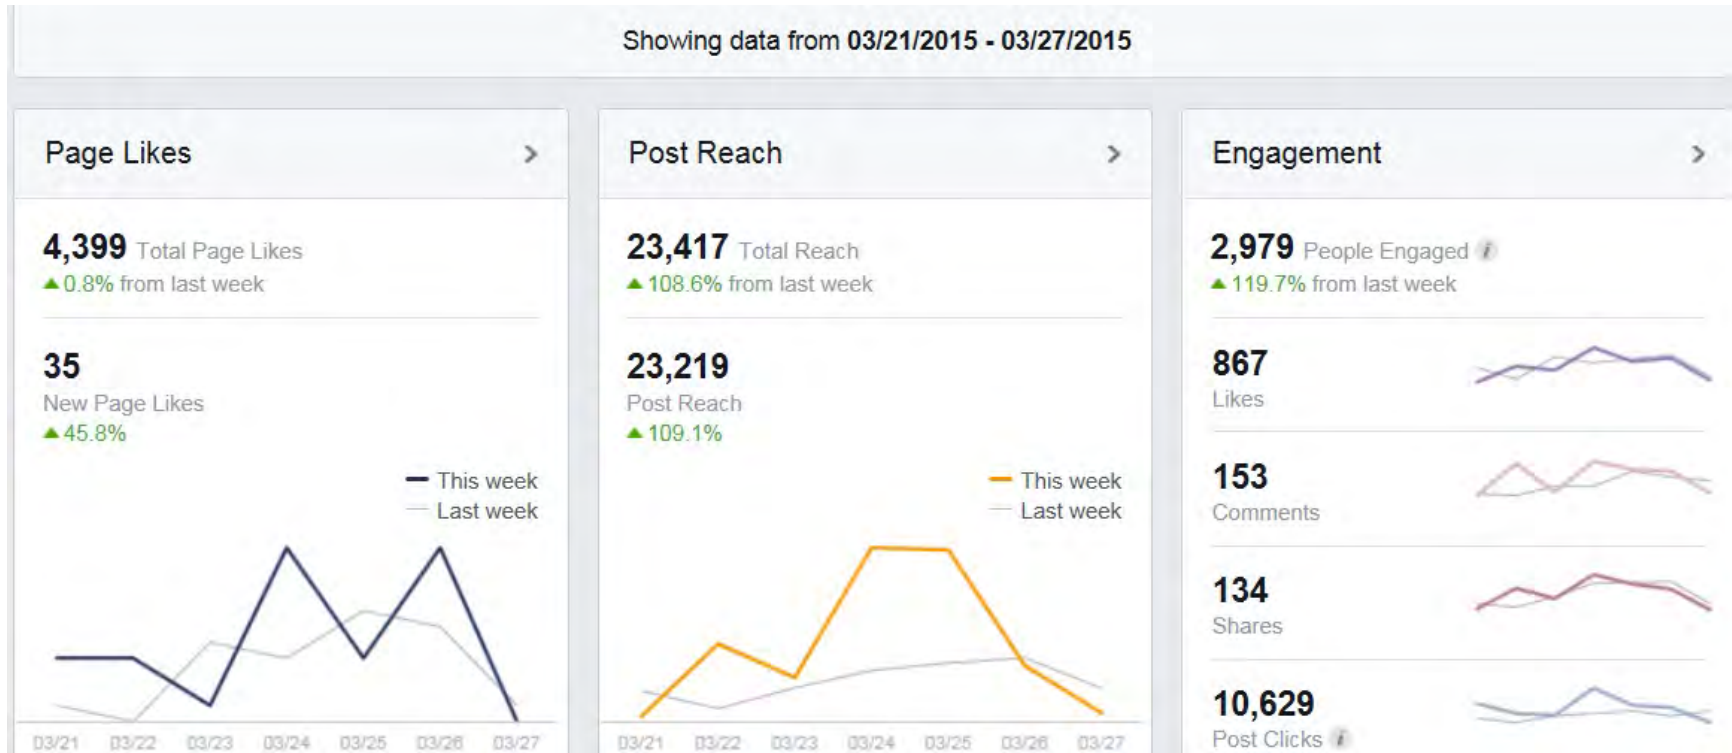 Showing data from 03/21/2015 - 03/27/2015
Page Likes
4,399 Total Page Likes
0.8% from last week
35
New Page Likes
45.8%
This week
Last week
03/21 03/22 03/23 03/24 03/25 03/26 03/27
Post Reach
23,417 Total Reach
108.6% from last week
23,219
Post Reach
109.1%
This week
Last week
03/21 03/22 03/23 03/24 03/25 03/26 03/27
Engagement
2,979 People Engaged i
119.7% from last week
867
Likes
153
Comments
134
Shares
10,629
Post Clicks i